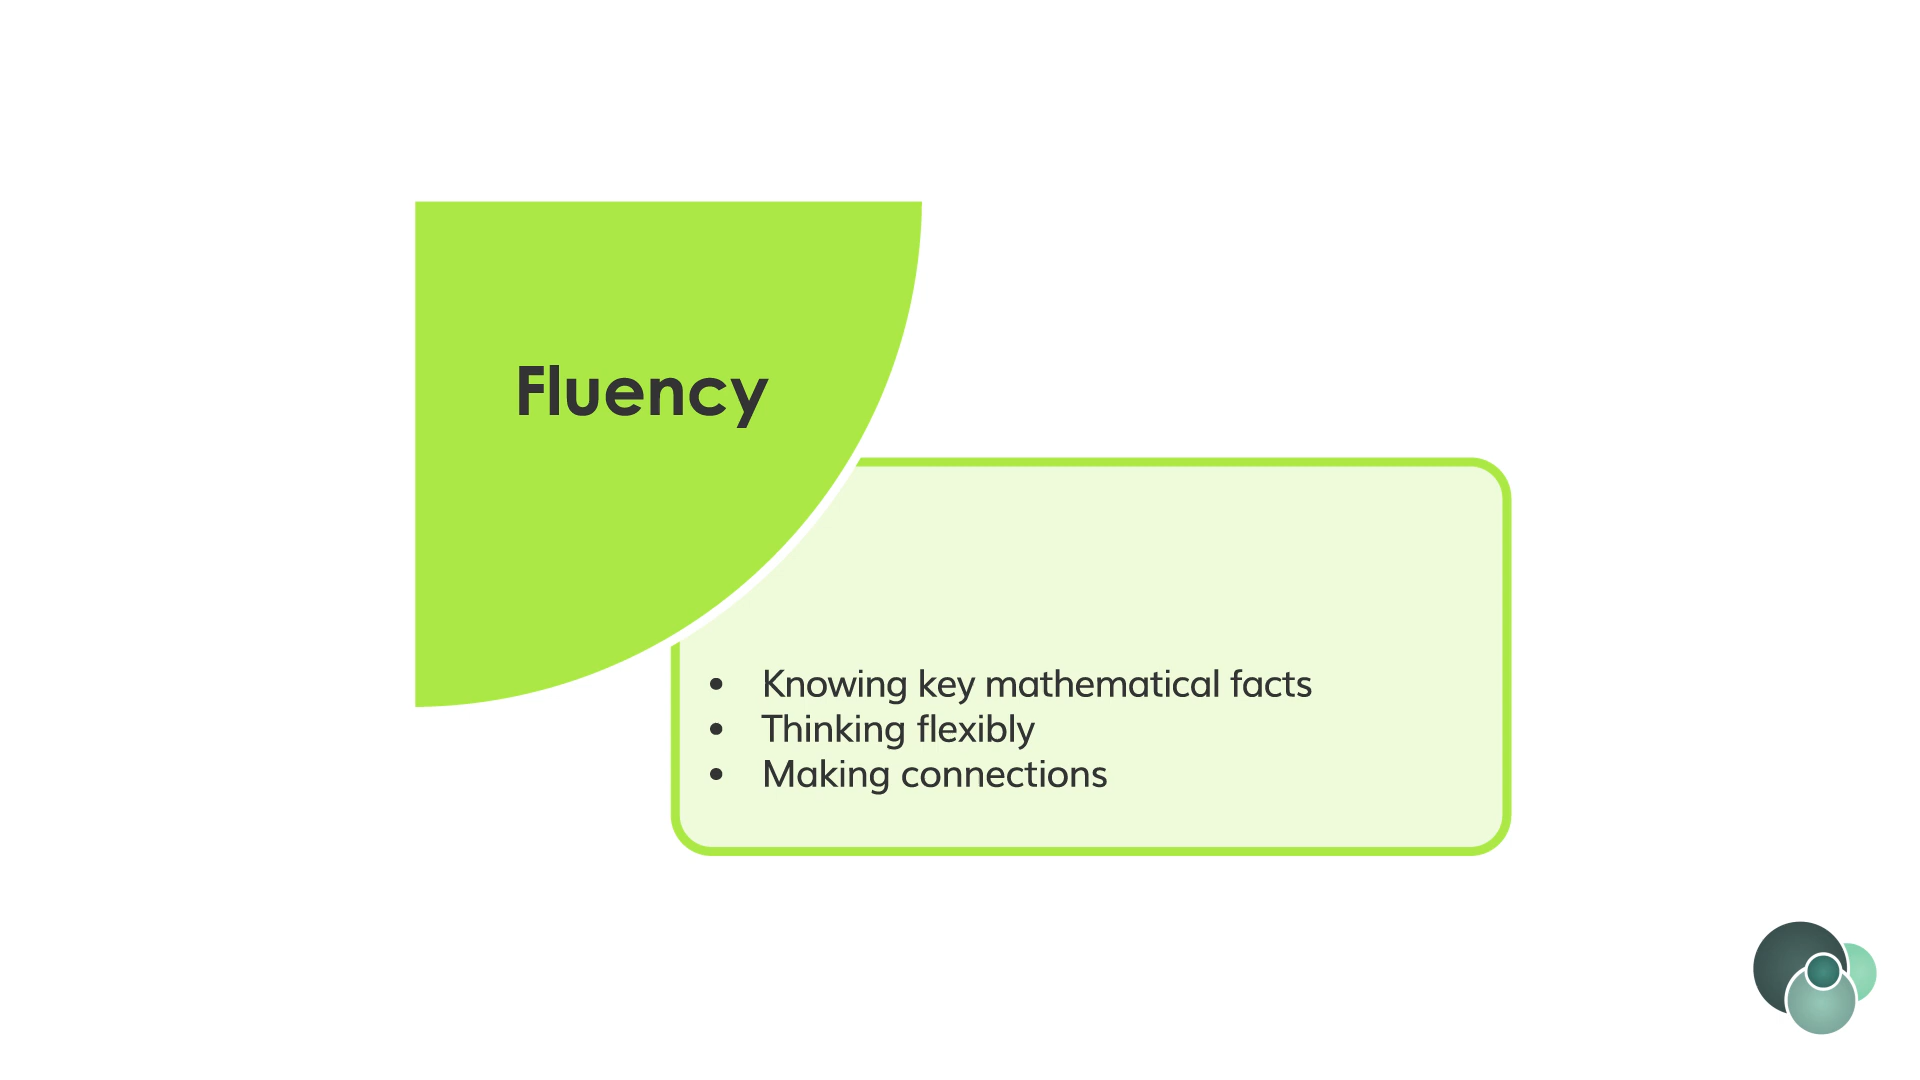 Fluency
• Knowing key mathematical facts
• Thinking flexibly
• Making connections